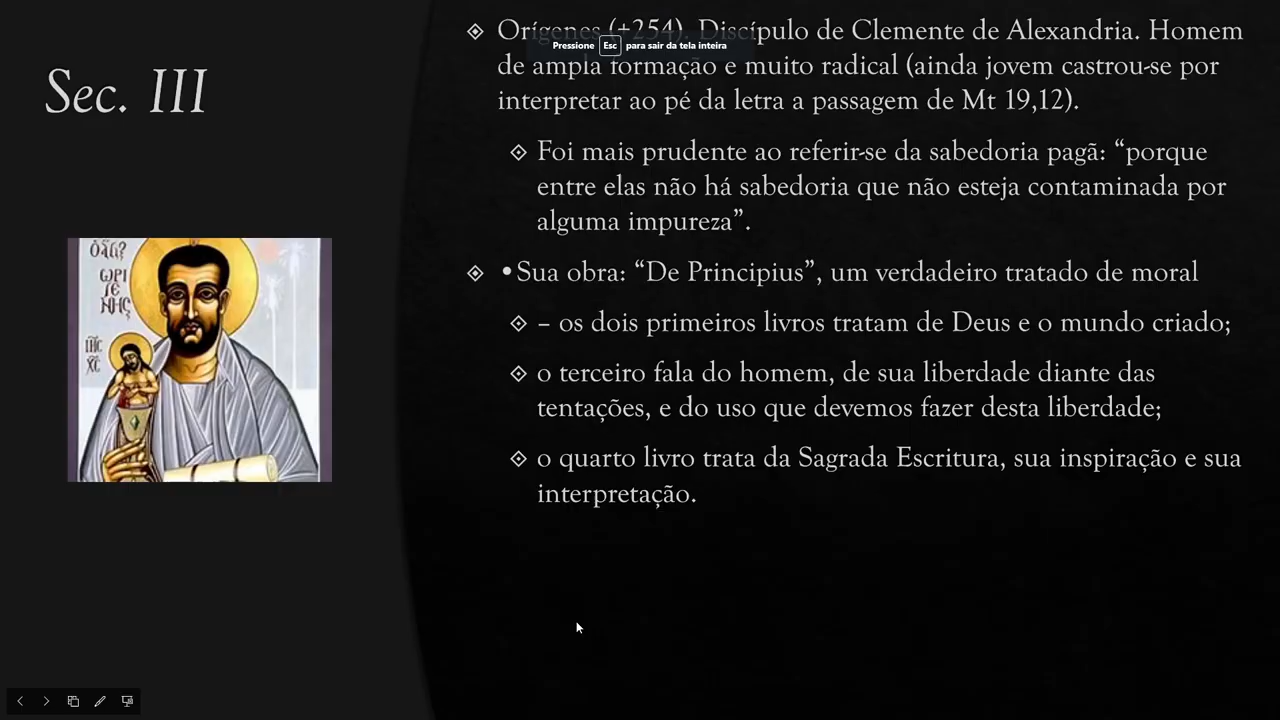 Sec. III
Orígenes (+254). Discípulo de Clemente de Alexandria. Homem
Pressione Esc para sair da tela inteira
de ampla formação e muito radical (ainda jovem castrou-se por
interpretar ao pé da letra a passagem de Mt 19,12).
Foi mais prudente ao referir-se da sabedoria pagã: “porque
entre elas não há sabedoria que não esteja contaminada por
alguma impureza”.
•Sua obra: “De Principius”, um verdadeiro tratado de moral
– os dois primeiros livros tratam de Deus e o mundo criado;
o terceiro fala do homem, de sua liberdade diante das
tentações, e do uso que devemos fazer desta liberdade;
o quarto livro trata da Sagrada Escritura, sua inspiração e sua
interpretação.
ΩΡΙ
ΓΕ
ΝΗϹ